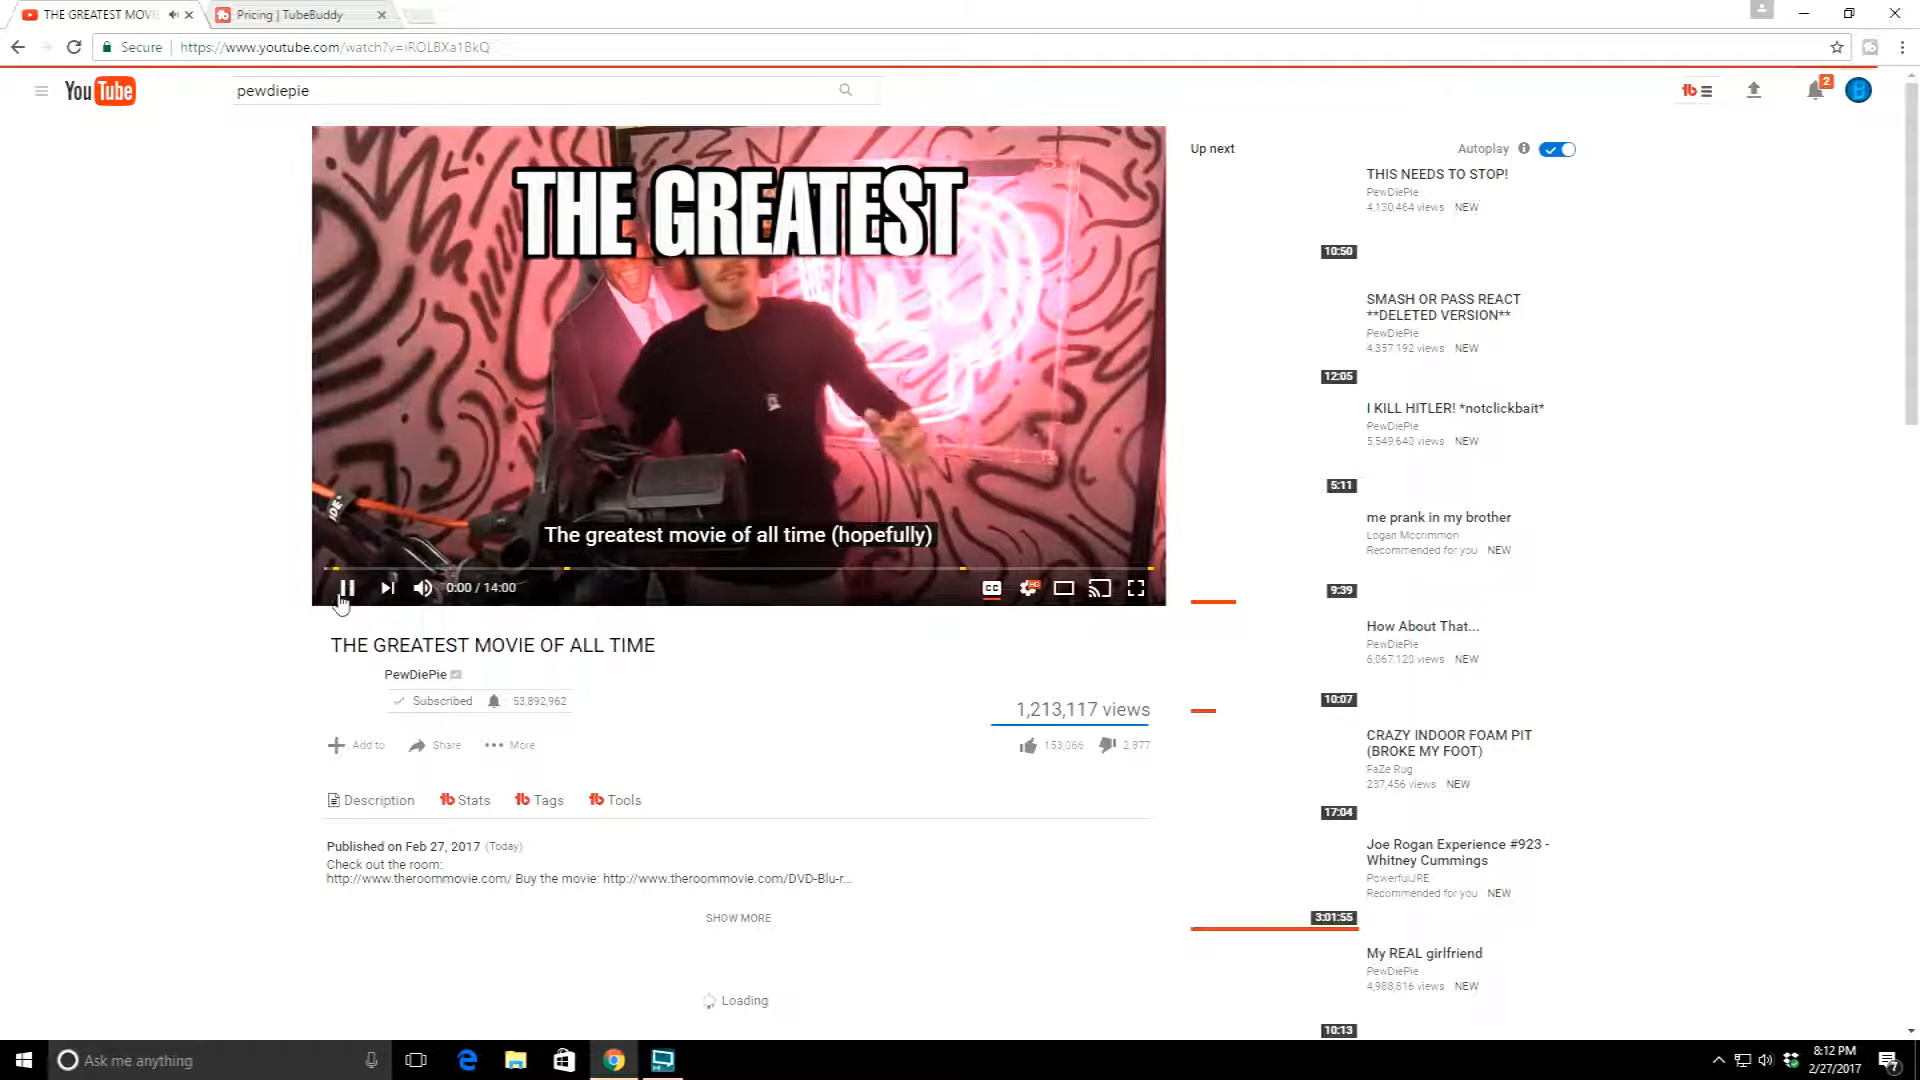 THE GREATEST MOVI
Pricing | TubeBuddy
Secure
https://www.youtube.com/watch?v=iROLBXa1BkQ
YouTube
pewdiepie
2
THE GREATEST
The greatest movie of all time (hopefully)
0:00 / 14:00
CC
HD
THE GREATEST MOVIE OF ALL TIME
PewDiePie
Subscribed 53,892,962
1,213,117 views
Add to Share More
153,066 2,877
Description Stats Tags Tools
Published on Feb 27, 2017 (Today)
Check out the room:
http://www.theroommovie.com/ Buy the movie: http://www.theroommovie.com/DVD-Blu-r...
SHOW MORE
Loading
Up next
Autoplay
THIS NEEDS TO STOP!
PewDiePie
4,130,464 views NEW
10:50
SMASH OR PASS REACT
**DELETED VERSION**
PewDiePie
4,357,192 views NEW
12:05
I KILL HITLER! *notclickbait*
PewDiePie
5,549,640 views NEW
5:11
me prank in my brother
Logan Mccrimmon
Recommended for you NEW
9:39
How About That...
PewDiePie
6,067,120 views NEW
10:07
CRAZY INDOOR FOAM PIT
(BROKE MY FOOT)
FaZe Rug
237,456 views NEW
17:04
Joe Rogan Experience #923 -
Whitney Cummings
PowerfulJRE
Recommended for you NEW
3:01:55
My REAL girlfriend
PewDiePie
4,988,816 views NEW
10:13
Ask me anything
8:12 PM
2/27/2017
7